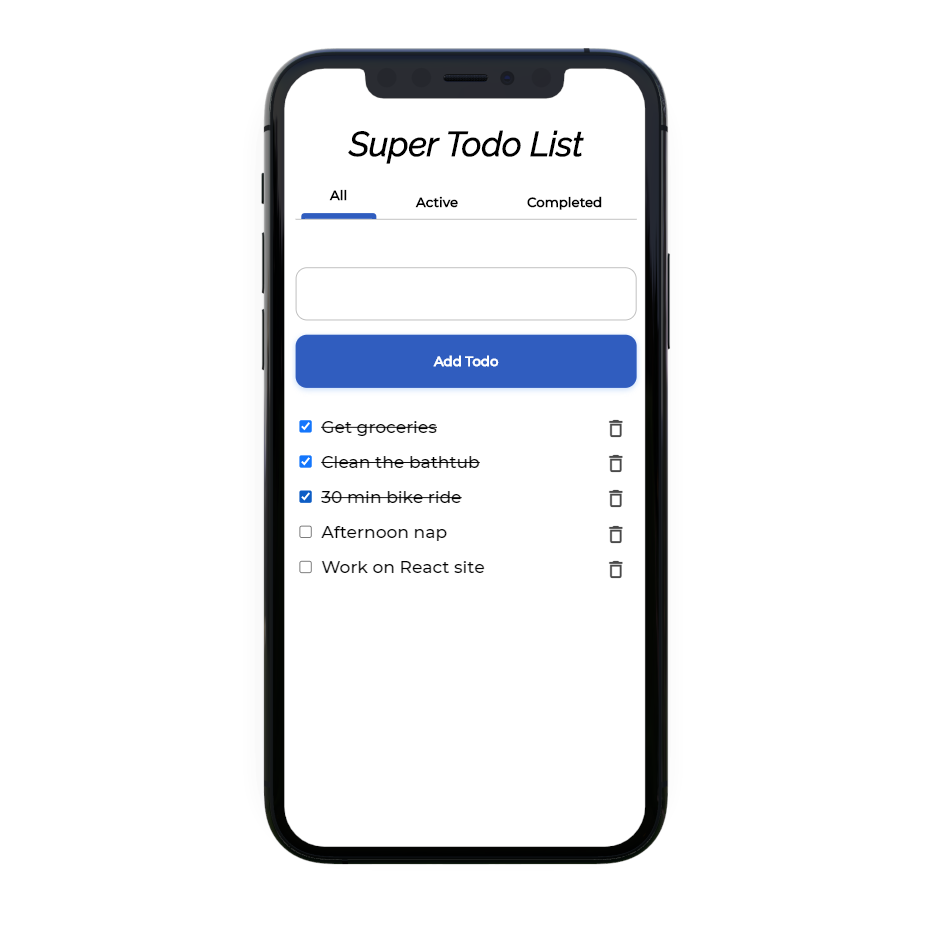 Super Todo List
All Active Completed
Add Todo
Get groceries
Clean the bathtub
30 min bike ride
Afternoon nap
Work on React site